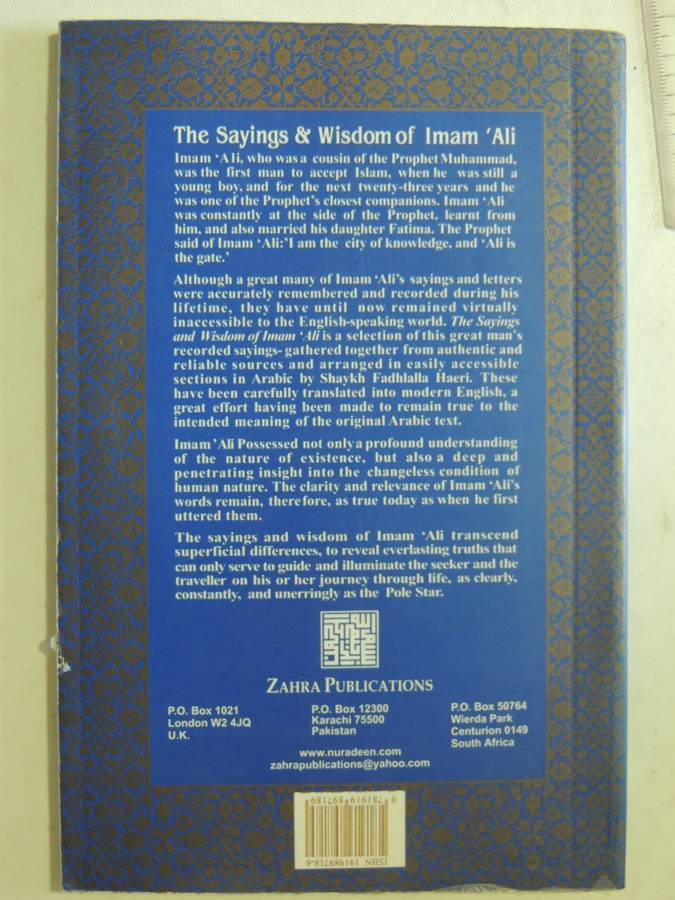 The Sayings & Wisdom of Imam 'Ali
Imam 'Ali, who was a cousin of the Prophet Muhammad,
was the first man to accept Islam, when he was still a
young boy, and for the next twenty-three years and he
was one of the Prophet's closest companions. Imam 'Ali
was constantly at the side of the Prophet, learnt from
him, and also married his daughter Fatima. The Prophet
said of Imam 'Ali:'I am the city of knowledge, and 'Ali is
the gate.'
Although a great many of Imam 'Ali's sayings and letters
were accurately remembered and recorded during his
lifetime, they have until now remained virtually
inaccessible to the English-speaking world. The Sayings
and Wisdom of Imam 'Ali is a selection of this great man's
recorded sayings- gathered together from authentic and
reliable sources and arranged in easily accessible
sections in Arabic by Shaykh Fadhlalla Haeri. These
have been carefully translated into modern English, a
great effort having been made to remain true to the
intended meaning of the original Arabic text.
Imam 'Ali Possessed not only a profound understanding
of the nature of existence, but also a deep and
penetrating insight into the changeless condition of
human nature. The clarity and relevance of Imam 'Ali's
words remain, therefore, as true today as when he first
uttered them.
The sayings and wisdom of Imam 'Ali transcend
superficial differences, to reveal everlasting truths that
can only serve to guide and illuminate the seeker and the
traveller on his or her journey through life, as clearly,
constantly, and unerringly as the Pole Star.
ZAHRA PUBLICATIONS
P.O. Box 1021
London W2 4JQ
U.K.
P.O. Box 12300
Karachi 75500
Pakistan
P.O. Box 50764
Wierda Park
Centurion 0149
South Africa
www.nuradeen.com
zahrapublications@yahoo.com
9 781919 897189
ISBN 191989718-6